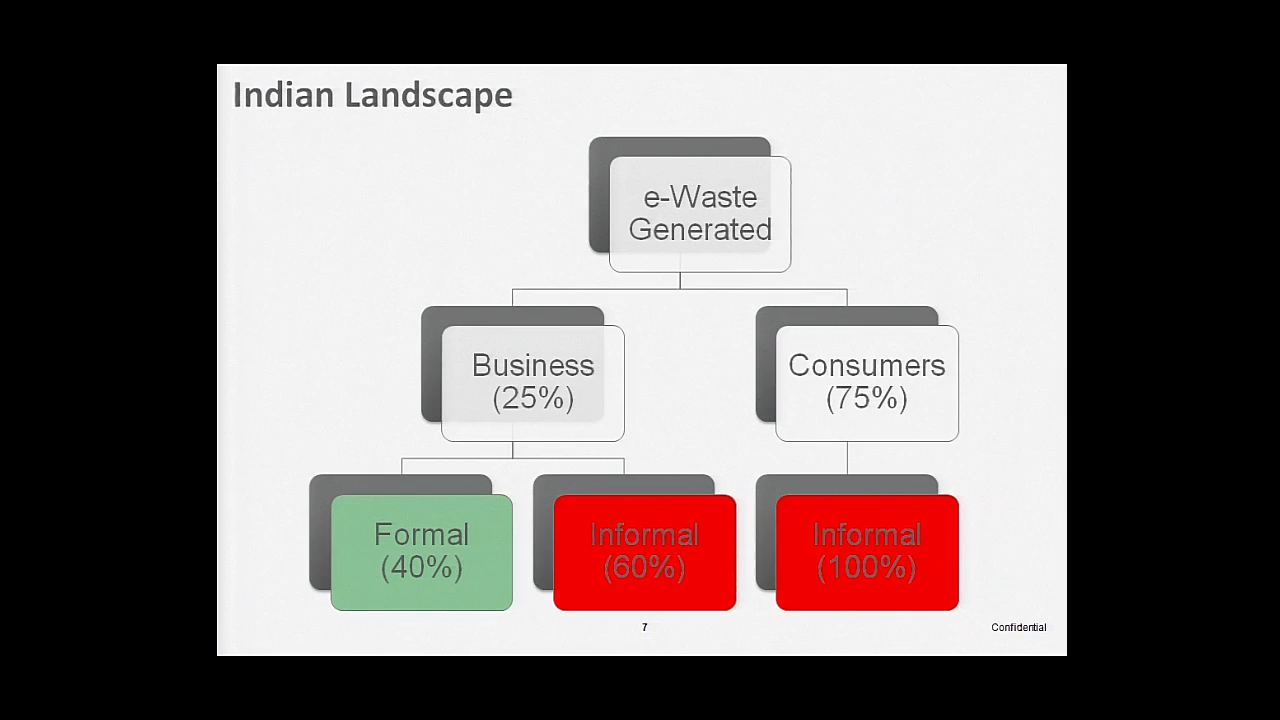 Indian Landscape
e-Waste
Generated
Business
(25%)
Consumers
(75%)
Formal
(40%)
Informal
(60%)
Informal
(100%)
7
Confidential